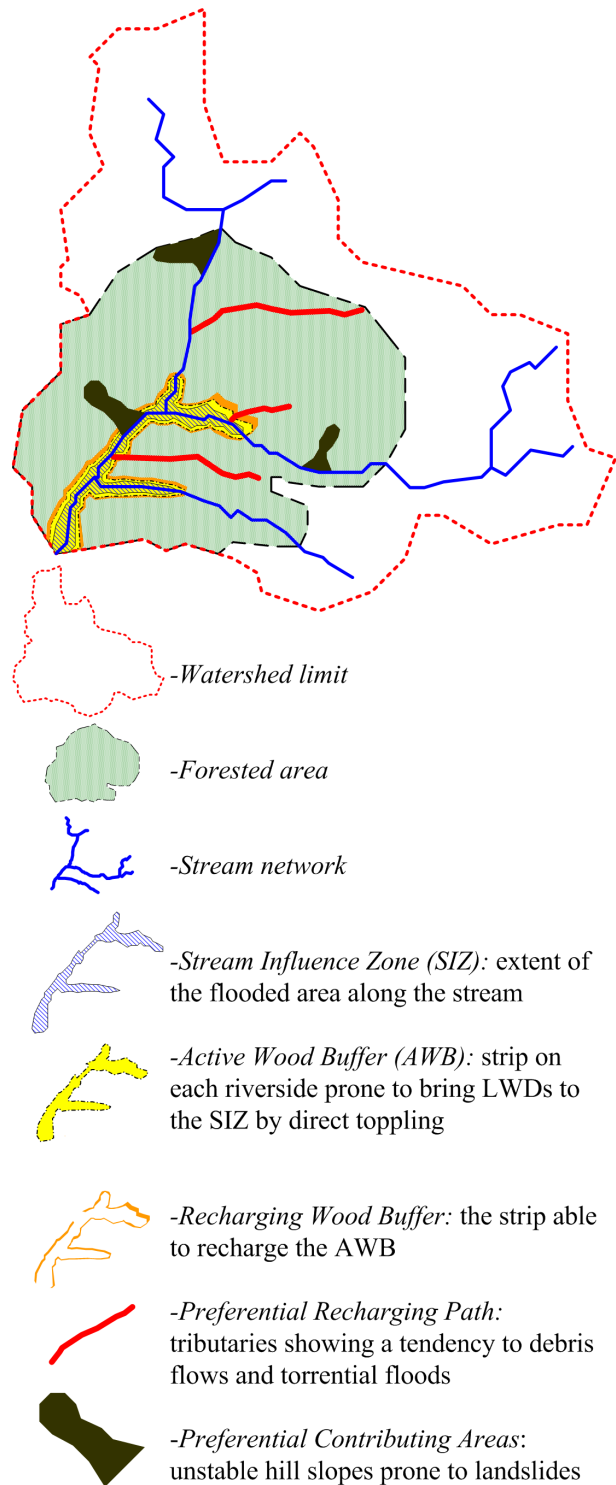 -Watershed limit
-Forested area
-Stream network
-Stream Influence Zone (SIZ): extent of
the flooded area along the stream
-Active Wood Buffer (AWB): strip on
each riverside prone to bring LWDs to
the SIZ by direct toppling
-Recharging Wood Buffer: the strip able
to recharge the AWB
-Preferential Recharging Path:
tributaries showing a tendency to debris
flows and torrential floods
-Preferential Contributing Areas:
unstable hill slopes prone to landslides